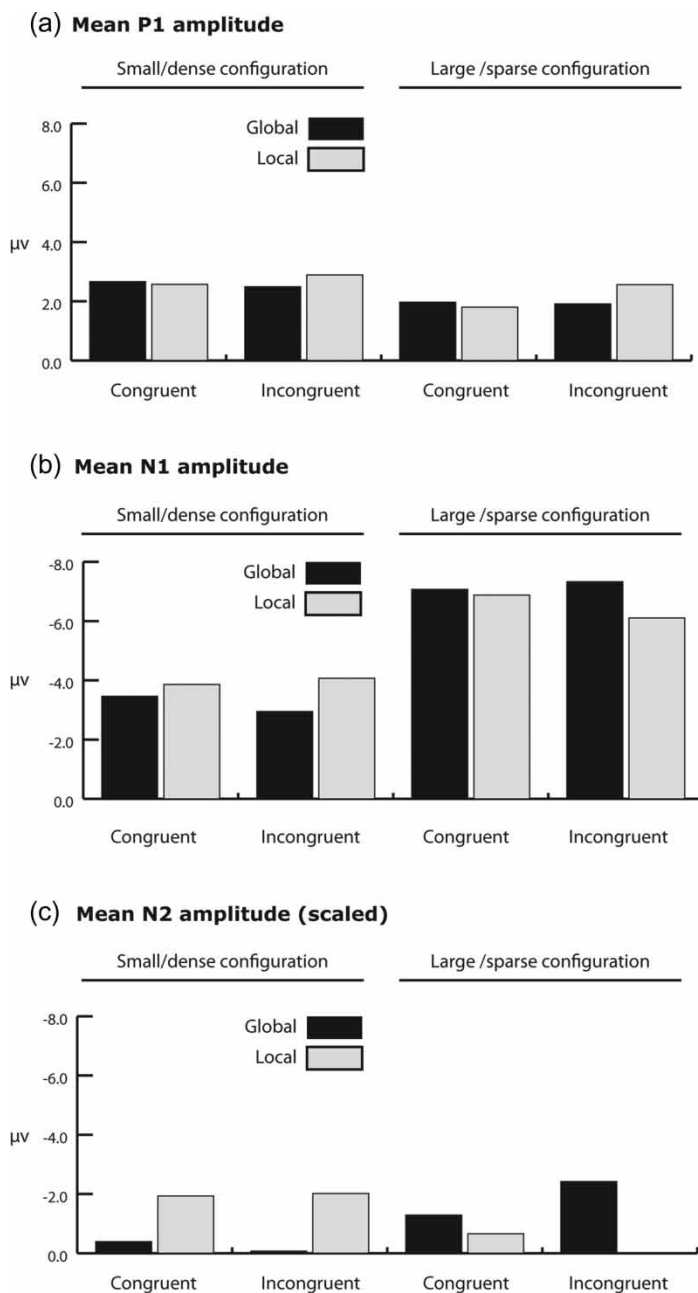 (a) Mean P1 amplitude
Small/dense configuration Large /sparse configuration
Global
Local
8.0
6.0
4.0
2.0
0.0
μv
Congruent Incongruent Congruent Incongruent
(b) Mean N1 amplitude
Small/dense configuration Large /sparse configuration
Global
Local
-8.0
-6.0
-4.0
-2.0
0.0
μv
Congruent Incongruent Congruent Incongruent
(c) Mean N2 amplitude (scaled)
Small/dense configuration Large /sparse configuration
Global
Local
-8.0
-6.0
-4.0
-2.0
0.0
μv
Congruent Incongruent Congruent Incongruent